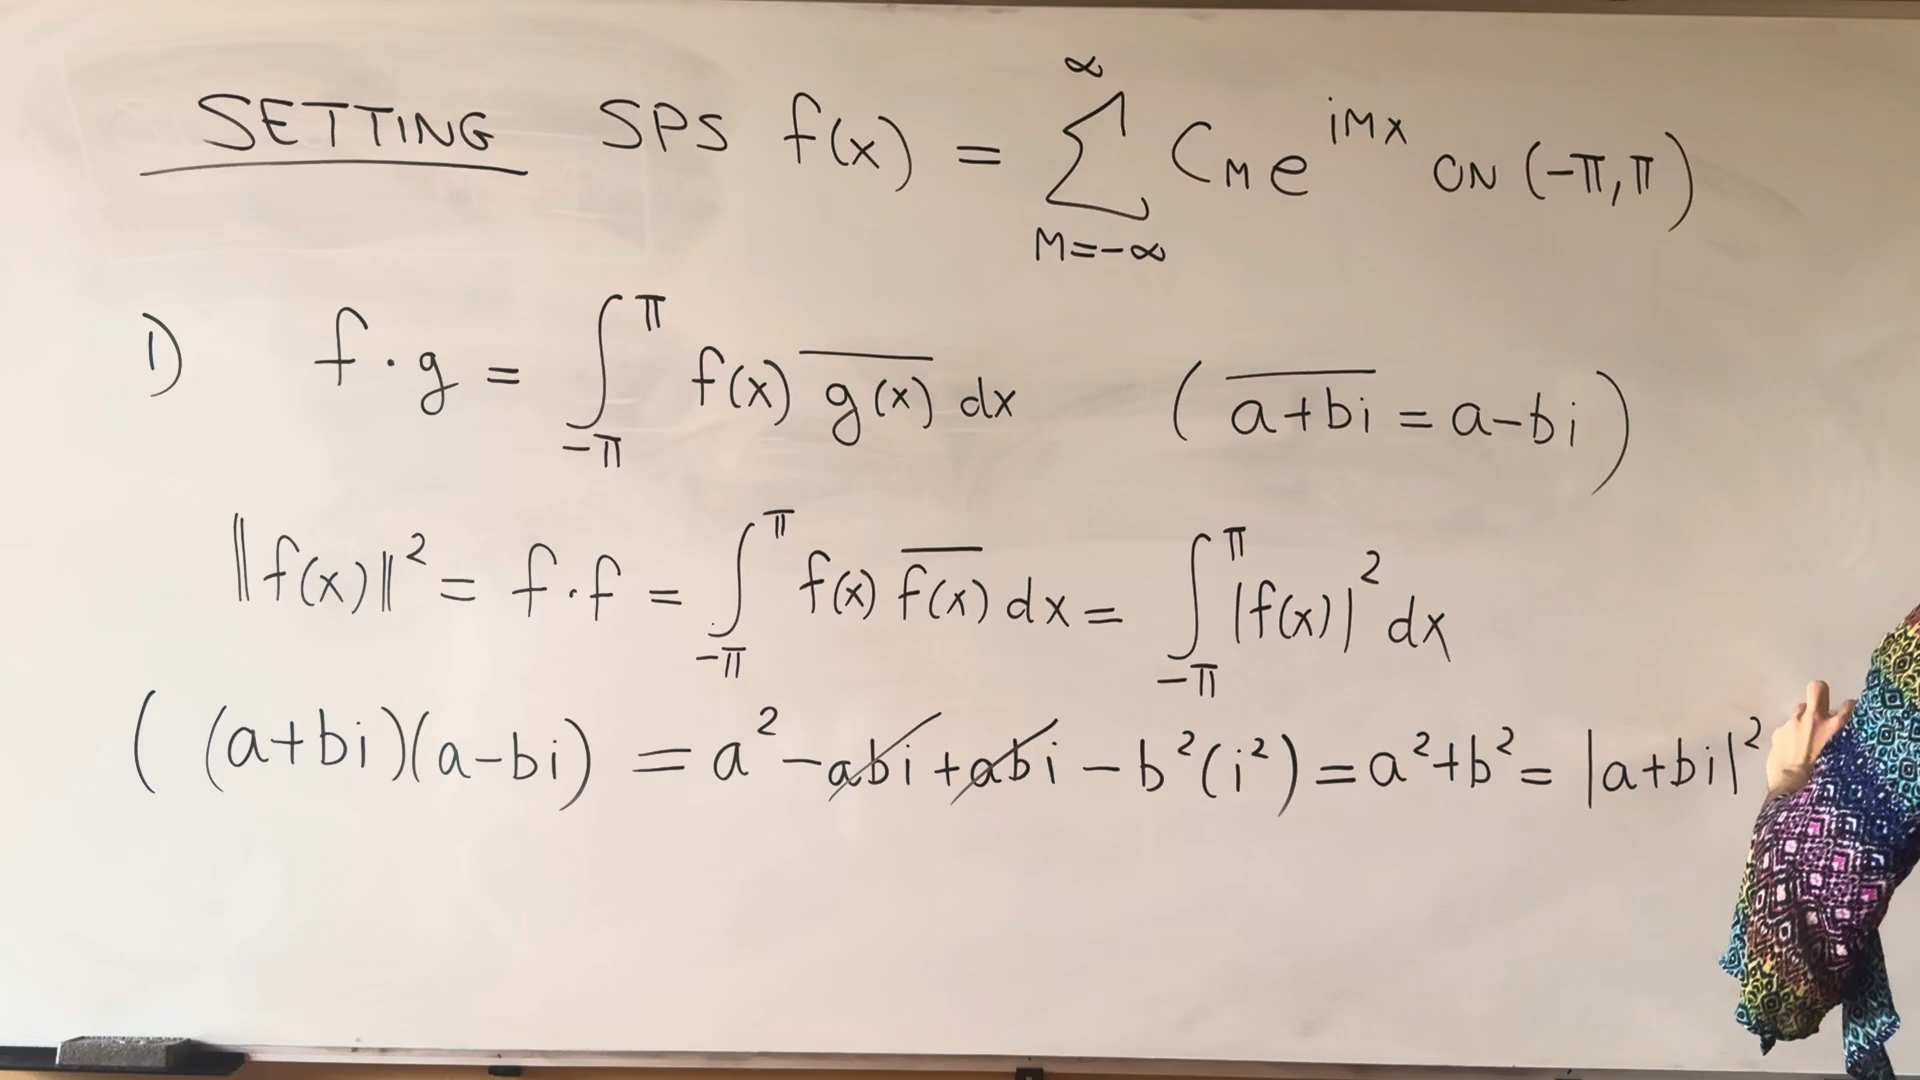 SETTING SPS f(x) = ∞ ∑ M=-∞ C_M e^{iMx} ON (-π,π)
1) f·g = ∫_{-π}^{π} f(x) \overline{g(x)} dx ( \overline{a+bi} = a-bi )
‖f(x)‖² = f·f = ∫_{-π}^{π} f(x) \overline{f(x)} dx = ∫_{-π}^{π} |f(x)|² dx
( (a+bi)(a-bi) = a² - abi + abi - b²(i²) = a²+b² = |a+bi|²